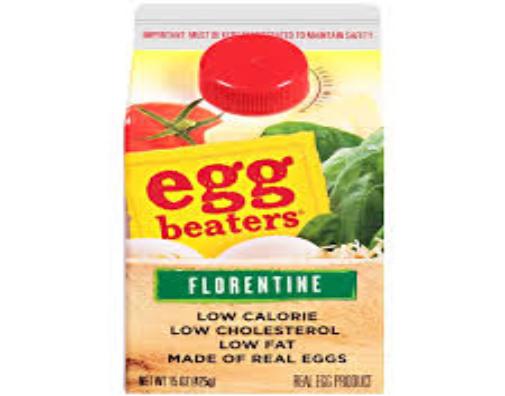 IMPORTANT: MUST BE KEPT REFRIGERATED TO MAINTAIN SAFETY
egg
beaters®
FLORENTINE
LOW CALORIE
LOW CHOLESTEROL
LOW FAT
MADE OF REAL EGGS
NET WT 15 OZ (425g) REAL EGG PRODUCT